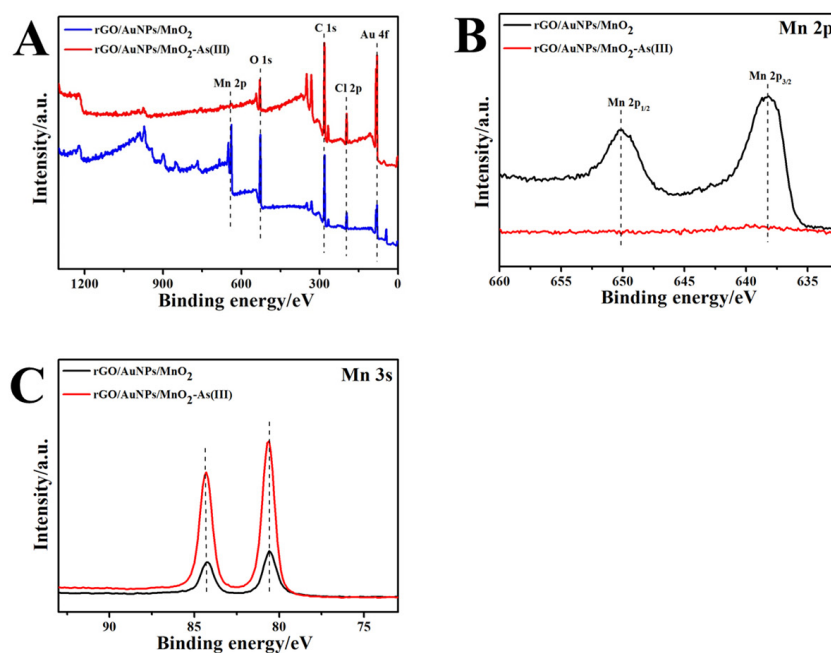 A
rGO/AuNPs/MnO₂
rGO/AuNPs/MnO₂-As(III)
Mn 2p
O 1s
C 1s
Cl 2p
Au 4f
Intensity/a.u.
1200
900
600
300
0
Binding energy/eV
B
rGO/AuNPs/MnO₂
rGO/AuNPs/MnO₂-As(III)
Mn 2p
Mn 2p₁/₂
Mn 2p₃/₂
Intensity/a.u.
660
655
650
645
640
635
Binding energy/eV
C
rGO/AuNPs/MnO₂
rGO/AuNPs/MnO₂-As(III)
Mn 3s
Intensity/a.u.
90
85
80
75
Binding energy/eV